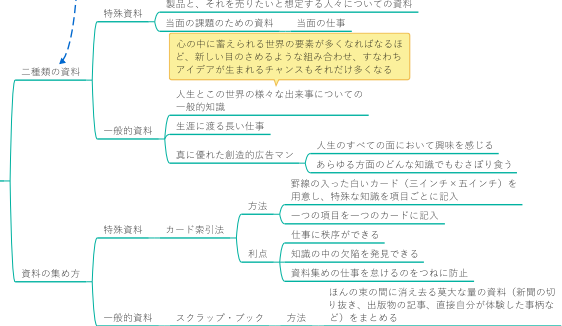 製品と、それを売りたいと想定する人々についての資料
特殊資料
当面の課題のための資料
当面の仕事
心の中に蓄えられる世界の要素が多くなればなるほ
ど、新しい目のさめるような組み合わせ、すなわち
アイデアが生まれるチャンスもそれだけ多くなる
二種類の資料
人生とこの世界の様々な出来事についての
一般的知識
一般的資料
生涯に渡る長い仕事
真に優れた創造的広告マン
人生のすべての面において興味を感じる
あらゆる方面のどんな知識でもむさぼり食う
罫線の入った白いカード（三インチ×五インチ）を
用意し、特殊な知識を項目ごとに記入
方法
一つの項目を一つのカードに記入
特殊資料
カード索引法
仕事に秩序ができる
利点
知識の中の欠陥を発見できる
資料集めの仕事を怠けるのをつねに防止
資料の集め方
ほんの束の間に消え去る莫大な量の資料（新聞の切
り抜き、出版物の記事、直接自分が体験した事柄な
ど）をまとめる
一般的資料
スクラップ・ブック
方法